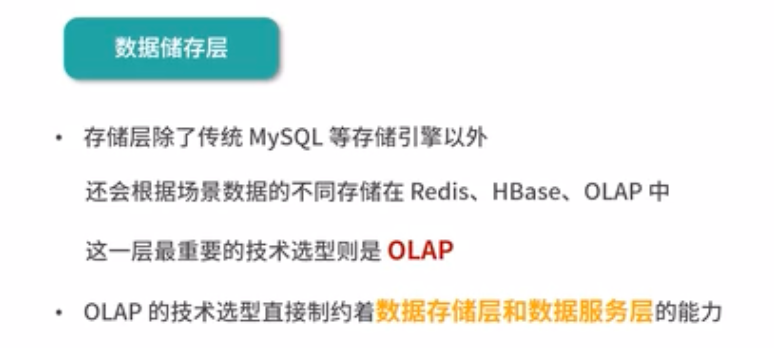 数据储存层
• 存储层除了传统 MySQL 等存储引擎以外
还会根据场景数据的不同存储在 Redis、HBase、OLAP 中
这一层最重要的技术选型则是 OLAP
• OLAP 的技术选型直接制约着数据存储层和数据服务层的能力